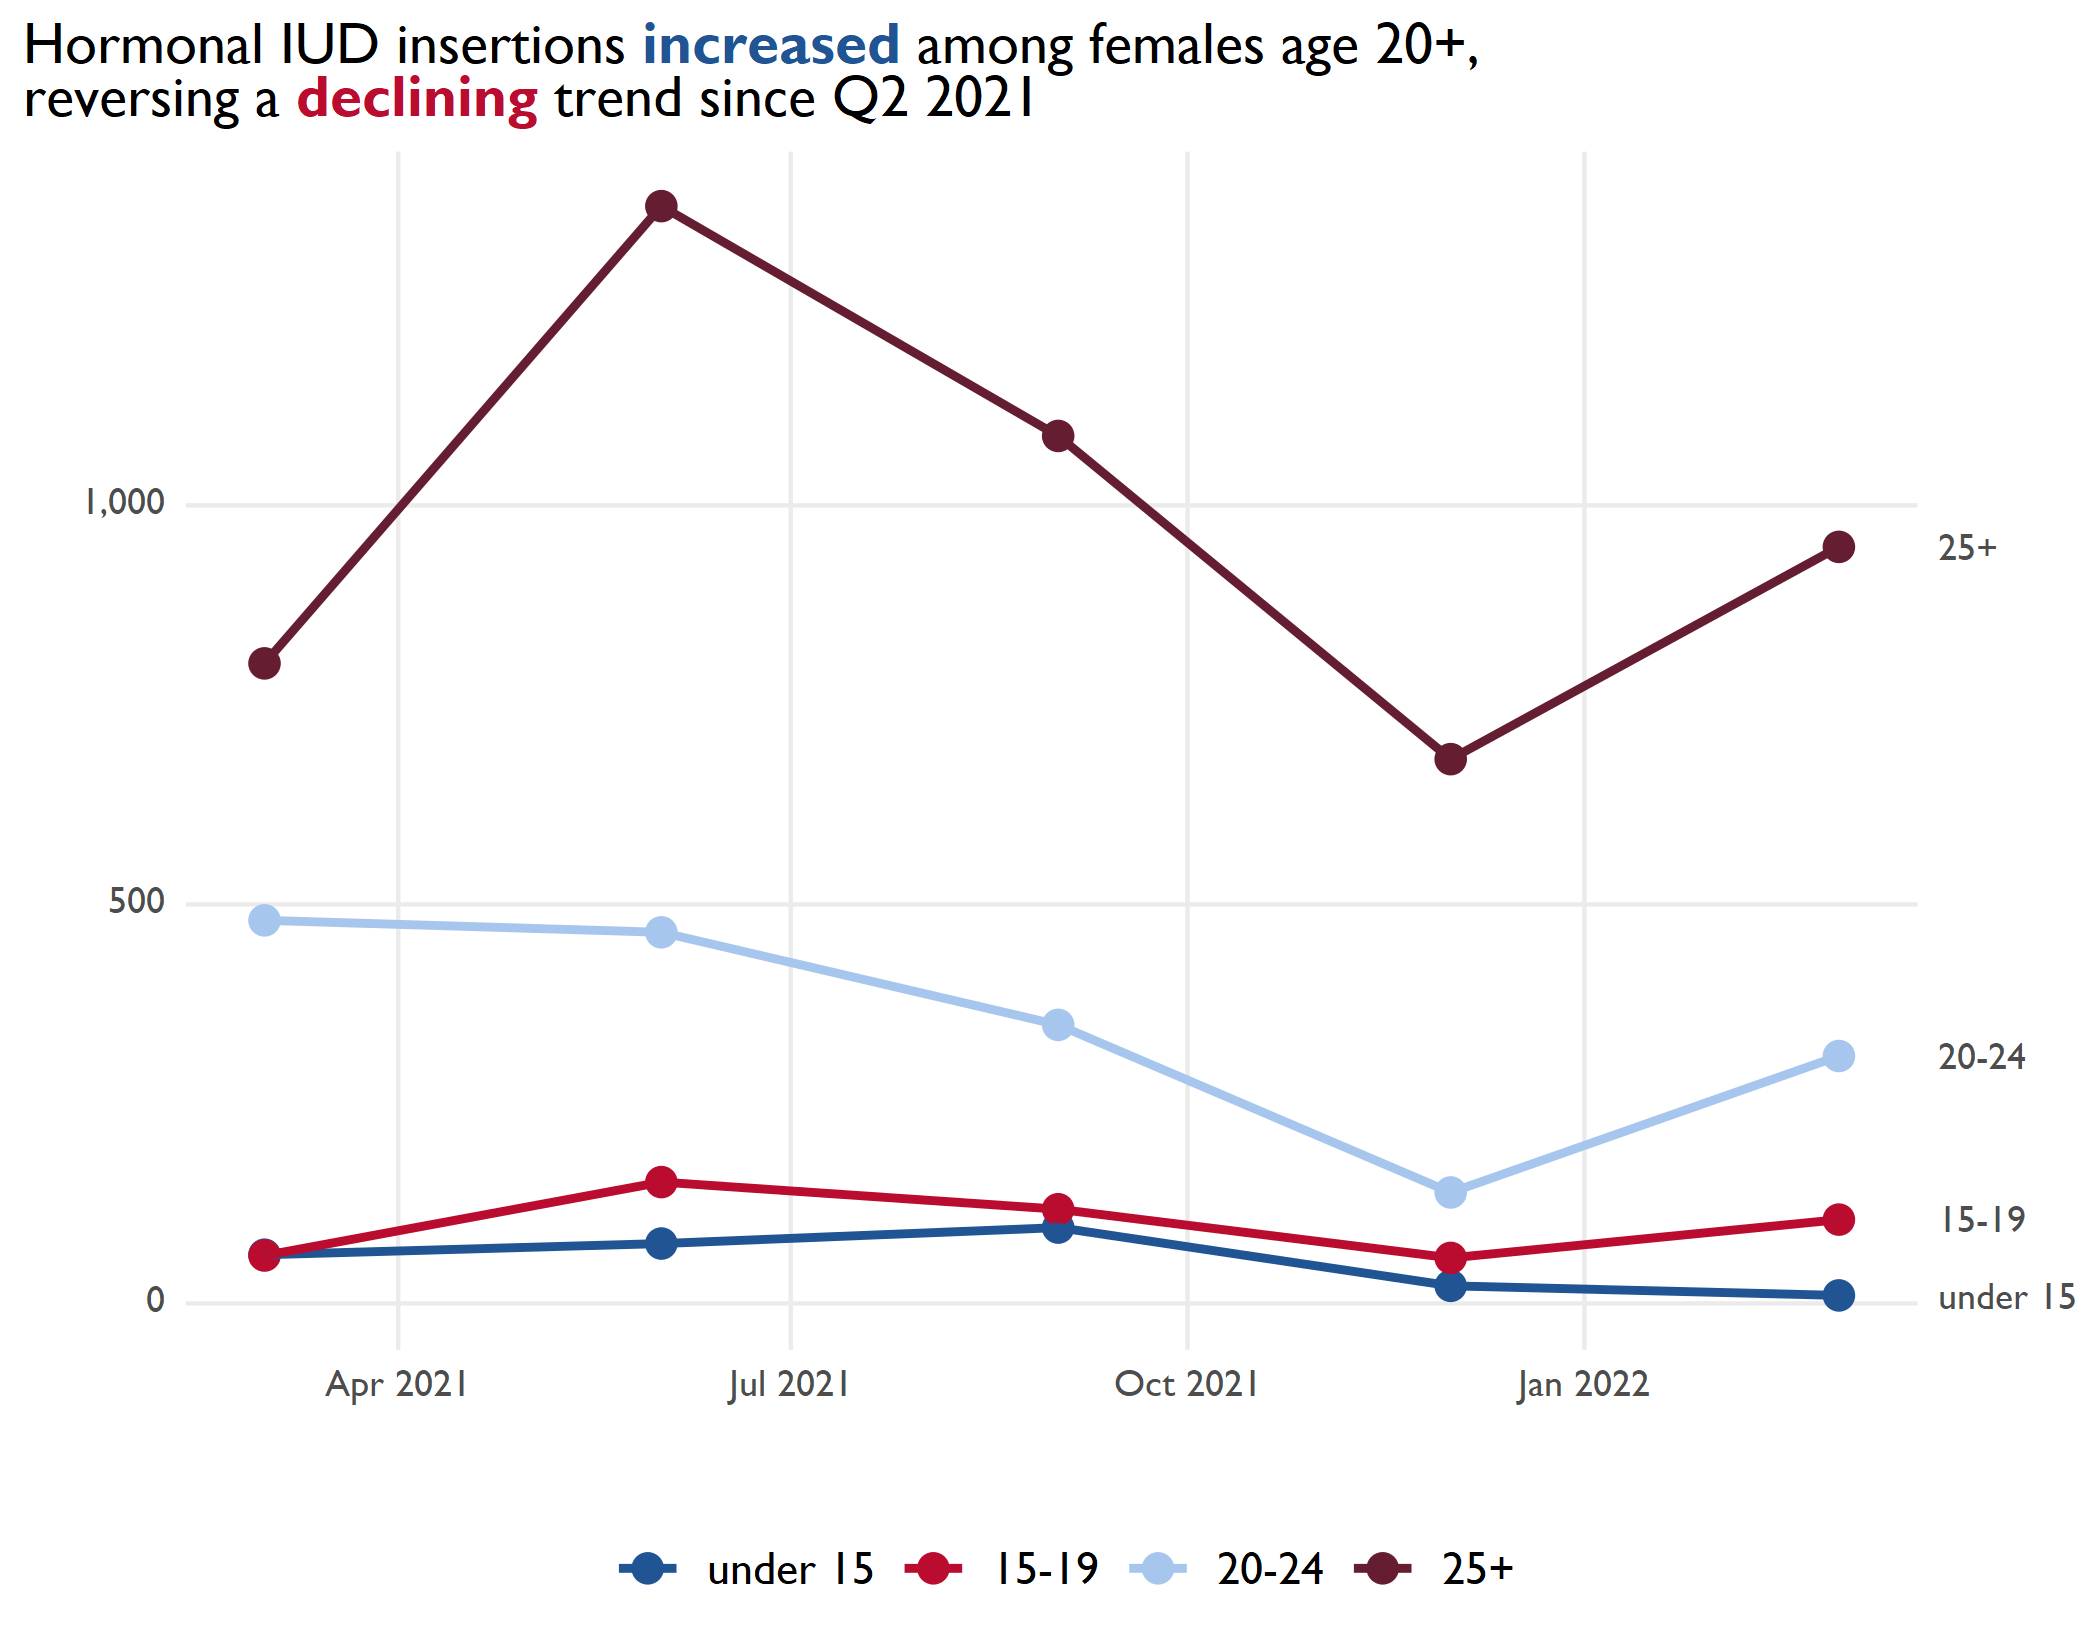 Hormonal IUD insertions increased among females age 20+,
reversing a declining trend since Q2 2021
1,000
500
0
25+
20-24
15-19
under 15
Apr 2021 Jul 2021 Oct 2021 Jan 2022
under 15 15-19 20-24 25+